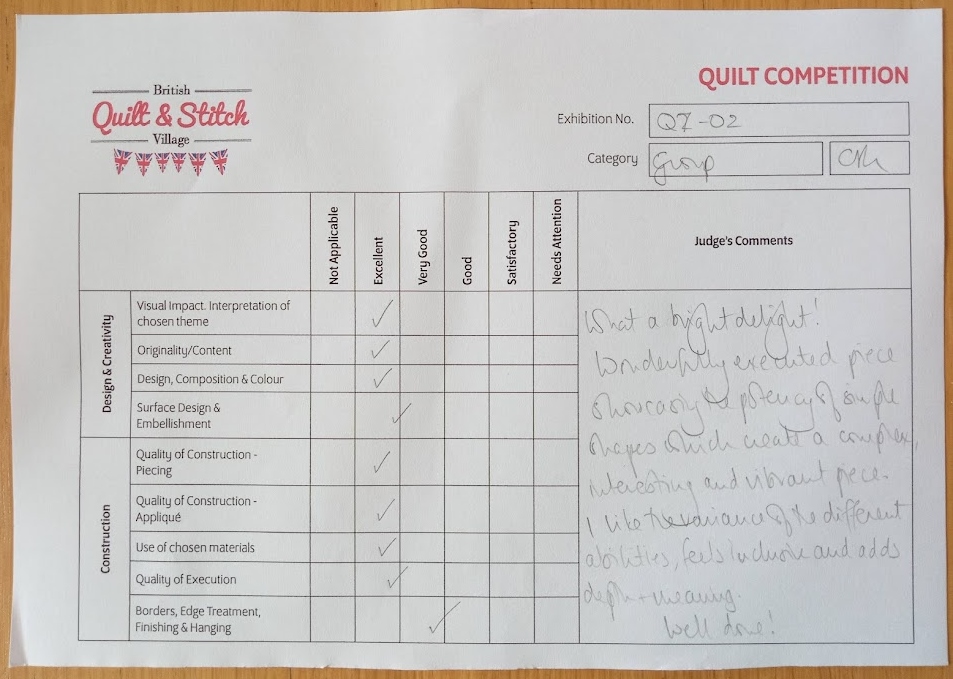 British
Quilt & Stitch
Village
QUILT COMPETITION
Exhibition No. Q7-02
Category Group
Not Applicable
Excellent
Very Good
Good
Satisfactory
Needs Attention
Judge's Comments
Design & Creativity
Visual Impact. Interpretation of
chosen theme
Originality/Content
Design, Composition & Colour
Surface Design &
Embellishment
Construction
Quality of Construction -
Piecing
Quality of Construction -
Appliqué
Use of chosen materials
Quality of Execution
Borders, Edge Treatment,
Finishing & Hanging
What a bright delight!
Wonderfully executed piece
showcasing the potency of simple
shapes which create a complex,
interesting and vibrant piece.
I like the variance of the different
abilities, feels inclusive and adds
depth + meaning.
Well done!